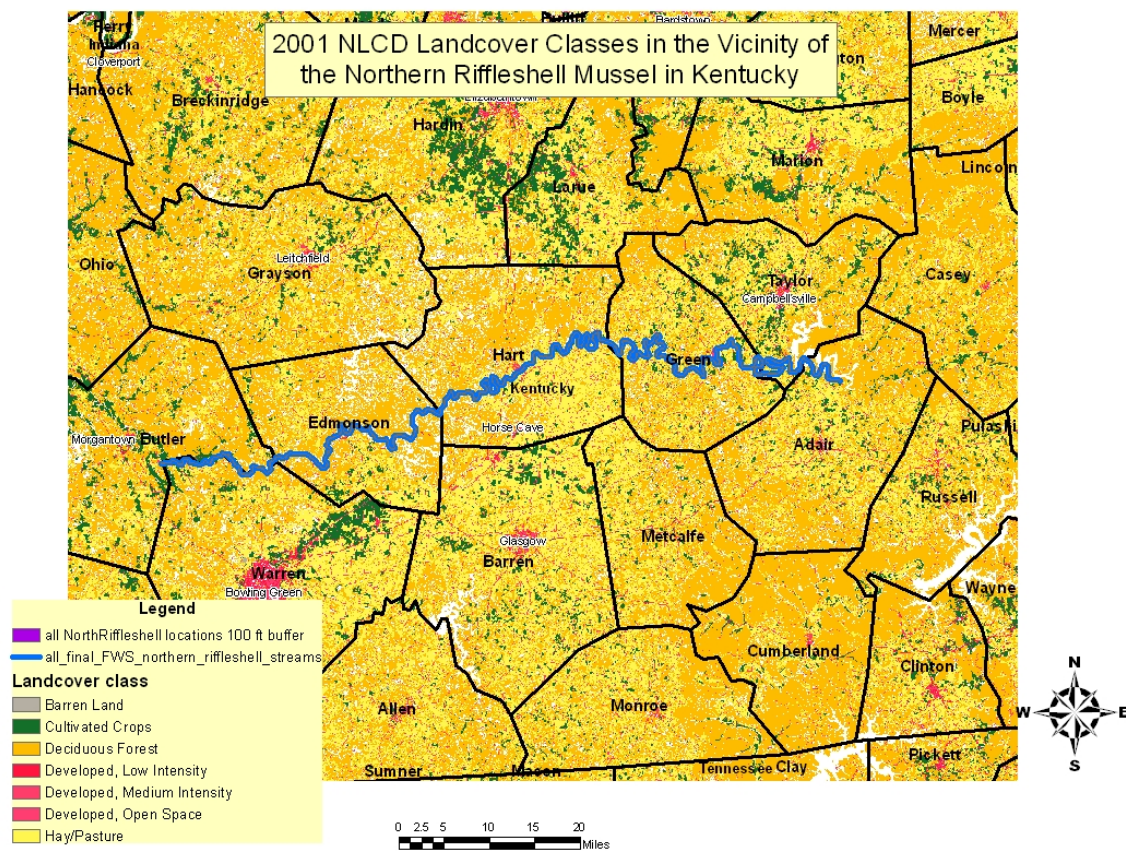 2001 NLCD Landcover Classes in the Vicinity of
the Northern Riffleshell Mussel in Kentucky
Perry
Indiana
Cloverport
Hancock
Breckinridge
Bardstown
Mercer
Boyle
Elizabethtown
Hardin
Larue
Marion
Lincoln
Ohio
Leitchfield
Grayson
Taylor
Campbellsville
Casey
Hart
Kentucky
Green
Edmonson
Horse Cave
Morgantown
Butler
Adair
Pulaski
Russell
Metcalfe
Glasgow
Barren
Warren
Bowling Green
Wayne
Cumberland
Clinton
Allen
Monroe
Sumner
Macon
Tennessee
Clay
Pickett
Legend
all NorthRiffleshell locations 100 ft buffer
all_final_FWS_northern_riffleshell_streams
Landcover class
Barren Land
Cultivated Crops
Deciduous Forest
Developed, Low Intensity
Developed, Medium Intensity
Developed, Open Space
Hay/Pasture
0 2.5 5 10 15 20
Miles
N
W
E
S